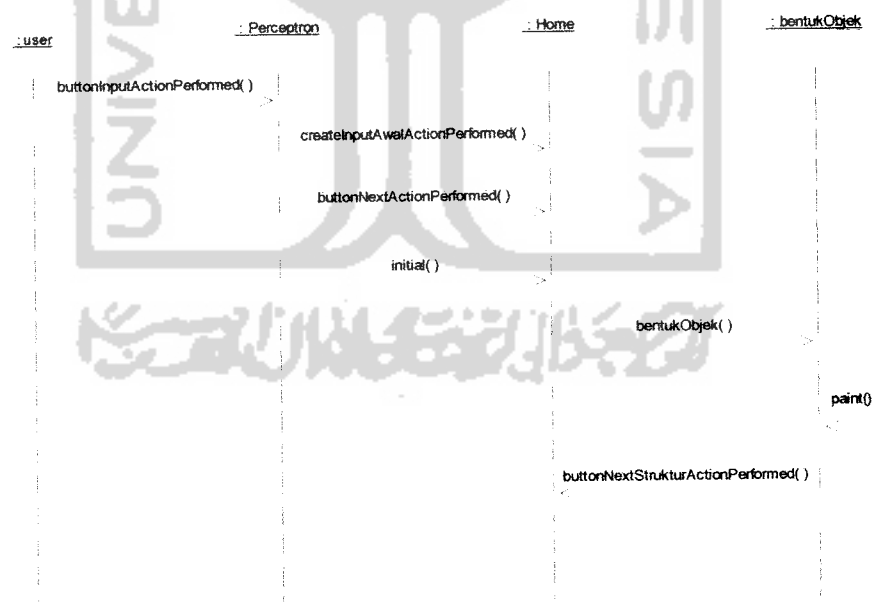 : user
: Perceptron
: Home
: bentukObjek
buttonInputActionPerformed( )
createInputAwalActionPerformed( )
buttonNextActionPerformed( )
initial( )
bentukObjek( )
paint()
buttonNextStrukturActionPerformed( )